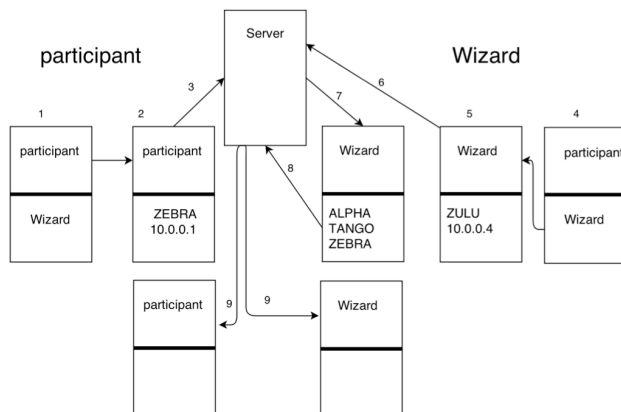 Server
participant
Wizard
3
6
7
1
2
5
4
participant
participant
Wizard
Wizard
participant
8
Wizard
ZEBRA
10.0.0.1
ALPHA
TANGO
ZEBRA
ZULU
10.0.0.4
Wizard
participant
9
9
Wizard